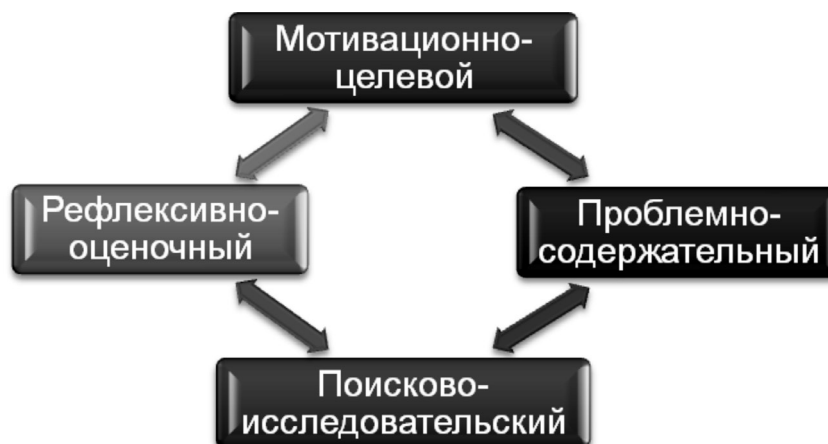 Мотивационно-
целевой
Рефлексивно-
оценочный
Проблемно-
содержательный
Поисково-
исследовательский